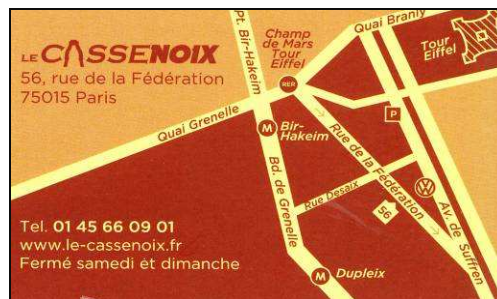 LE CASSENOIX
56, rue de la Fédération
75015 Paris
Pt. Bir-Hakeim
Champ
de Mars
Tour
Eiffel
RER
Quai Branly
Tour
Eiffel
Quai Grenelle
M
Bir-
Hakeim
P
Rue de la Fédération
Bd. de Grenelle
Rue Desaix
56
Av. de Suffren
M
Dupleix
Tel. 01 45 66 09 01
www.le-cassenoix.fr
Fermé samedi et dimanche